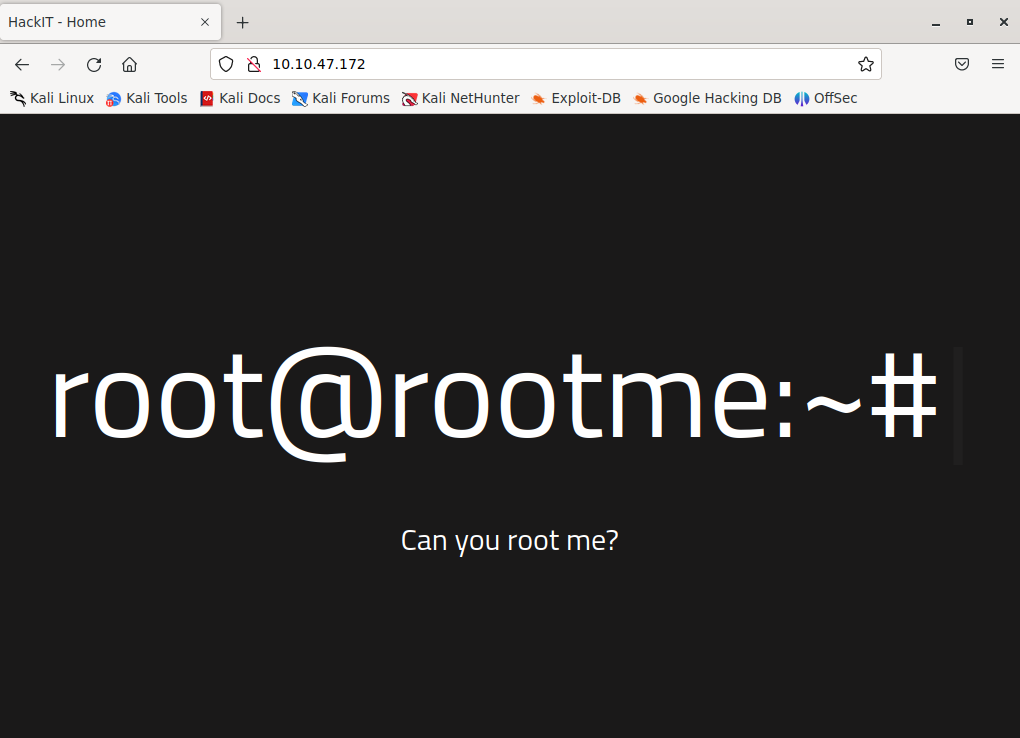 HackIT - Home
10.10.47.172
Kali Linux Kali Tools Kali Docs Kali Forums Kali NetHunter Exploit-DB Google Hacking DB OffSec
root@rootme:~#
Can you root me?